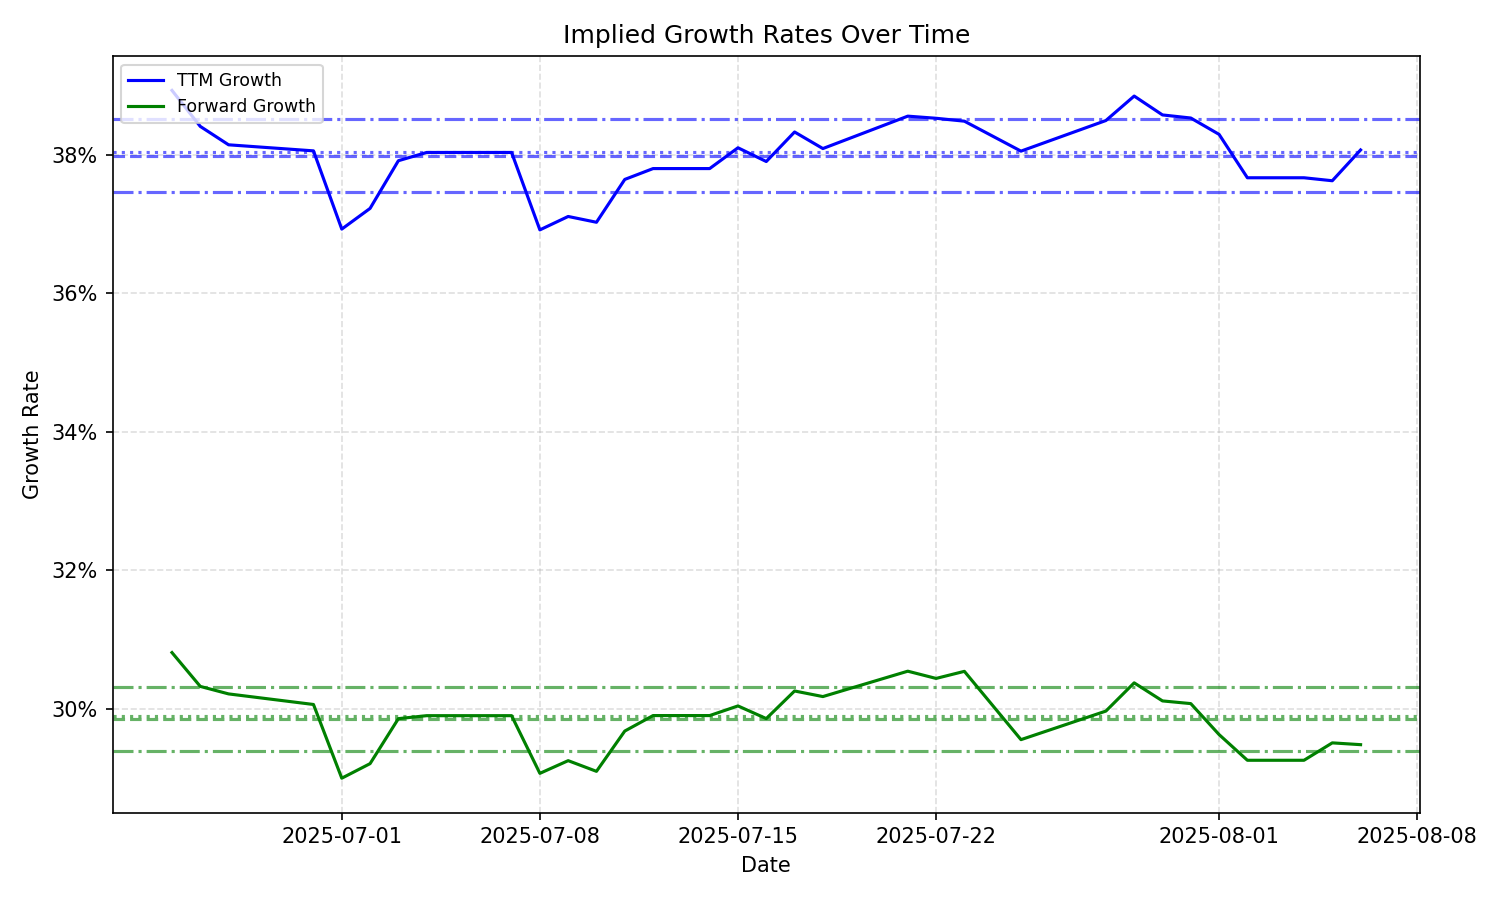 Implied Growth Rates Over Time
TTM Growth
Forward Growth
38%
36%
34%
32%
30%
Growth Rate
2025-07-01
2025-07-08
2025-07-15
2025-07-22
2025-08-01
2025-08-08
Date